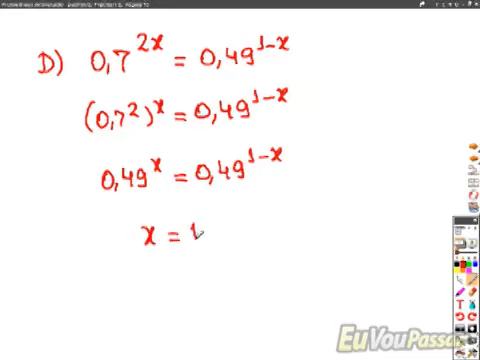 D) 0,7^{2x} = 0,49^{1-x}
(0,7^2)^x = 0,49^{1-x}
0,49^x = 0,49^{1-x}
x = 1
EuVouPassar